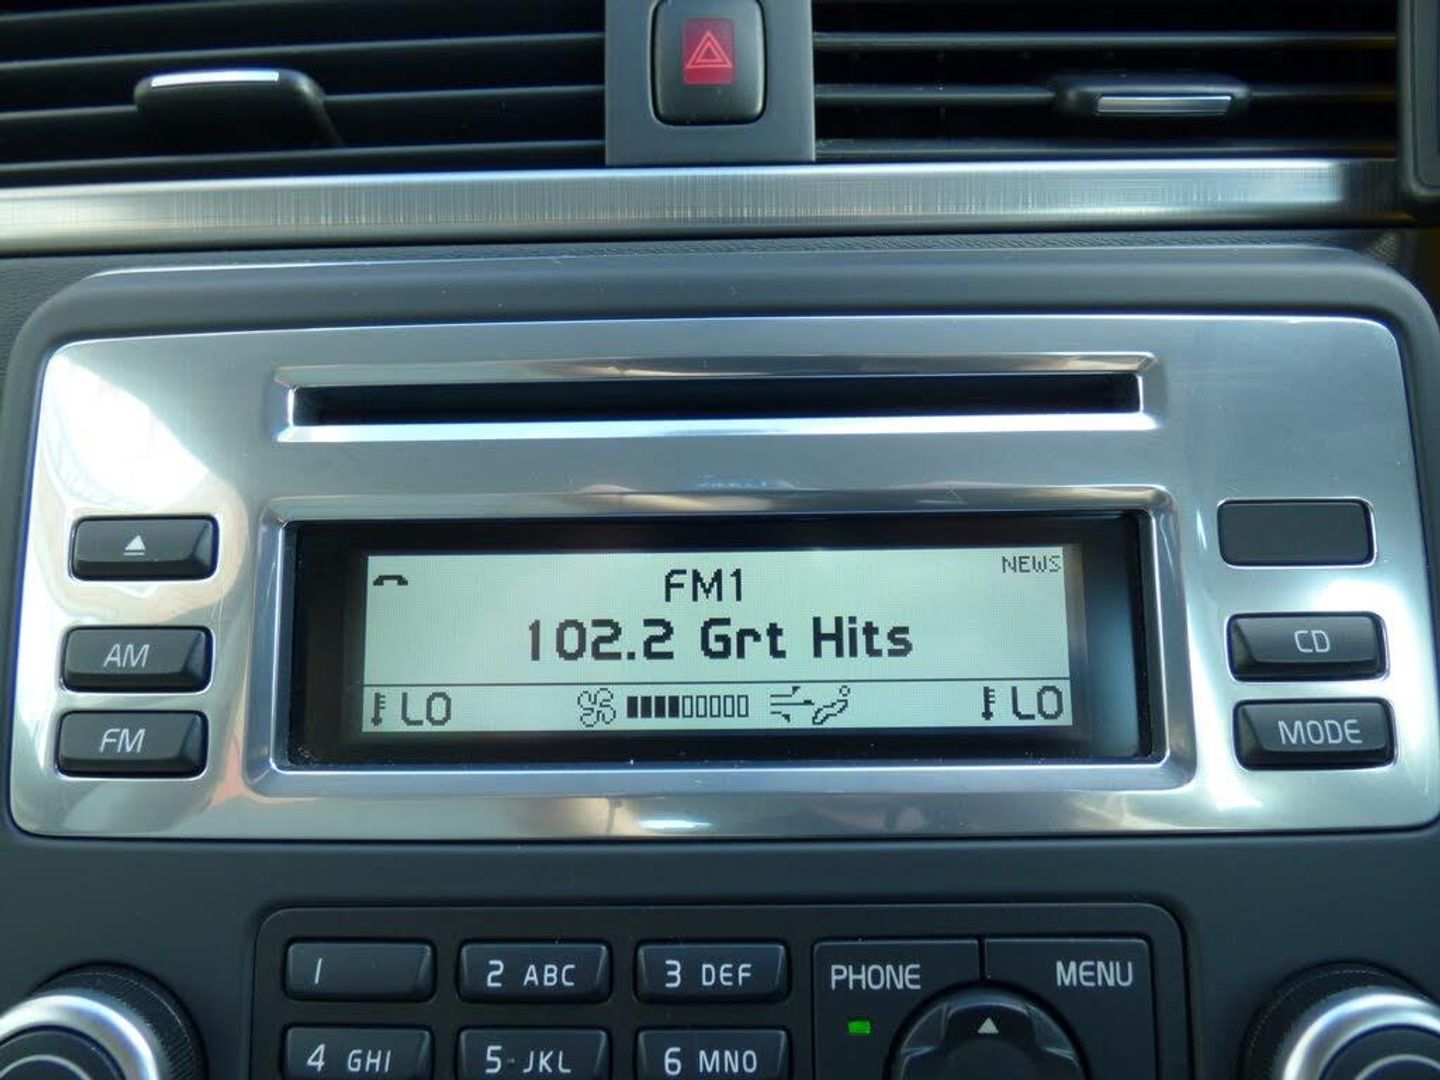 NEWS
FM1
102.2 Grt Hits
LO LO
AM
FM
CD
MODE
1 2 ABC 3 DEF
PHONE MENU
4 GHI 5 JKL 6 MNO